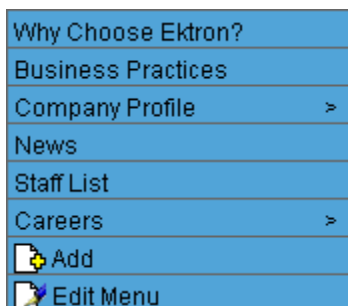 Why Choose Ektron?
Business Practices
Company Profile >
News
Staff List
Careers >
Add
Edit Menu